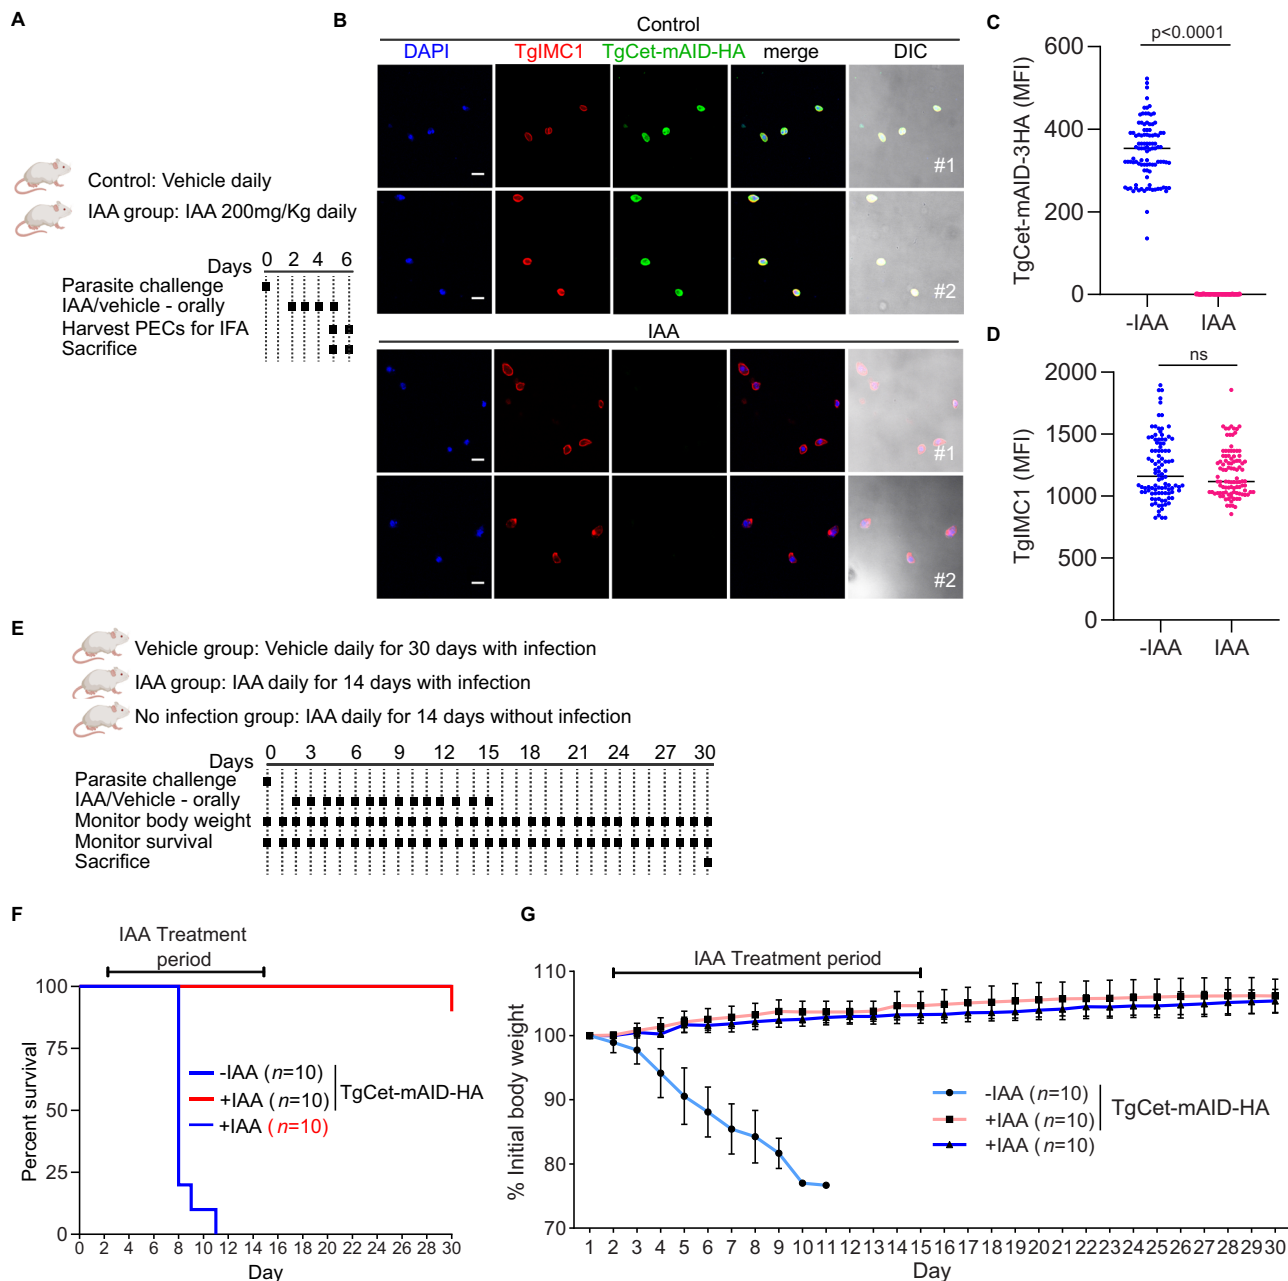 A
Control: Vehicle daily
IAA group: IAA 200mg/Kg daily
Days 0 2 4 6
Parasite challenge
IAA/vehicle - orally
Harvest PECs for IFA
Sacrifice
B
Control
DAPI TgIMC1 TgCet-mAID-HA merge DIC
#1
#2
IAA
#1
#2
C
p<0.0001
TgCet-mAID-3HA (MFI)
600
400
200
0
-IAA IAA
D
ns
TgIMC1 (MFI)
2000
1500
1000
500
0
-IAA IAA
E
Vehicle group: Vehicle daily for 30 days with infection
IAA group: IAA daily for 14 days with infection
No infection group: IAA daily for 14 days without infection
Days 0 3 6 9 12 15 18 21 24 27 30
Parasite challenge
IAA/Vehicle - orally
Monitor body weight
Monitor survival
Sacrifice
F
IAA Treatment
period
Percent survival
100
75
50
25
0
-IAA (n=10)
+IAA (n=10)
TgCet-mAID-HA
+IAA (n=10)
0 2 4 6 8 10 12 14 16 18 20 22 24 26 28 30
Day
G
IAA Treatment period
% Initial body weight
110
100
90
80
70
-IAA (n=10)
+IAA (n=10)
TgCet-mAID-HA
+IAA (n=10)
1 2 3 4 5 6 7 8 9 10 11 12 13 14 15 16 17 18 19 20 21 22 23 24 25 26 27 28 29 30
Day